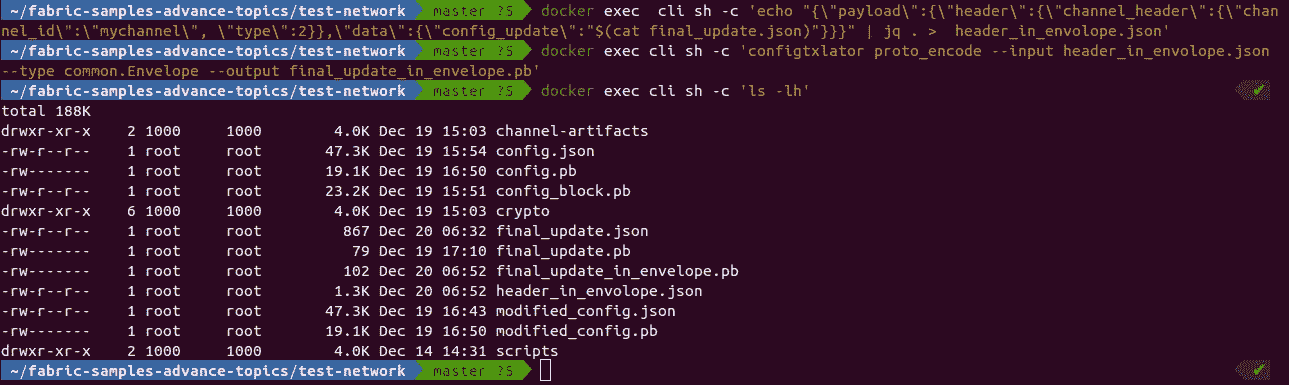 ~/fabric-samples-advance-topics/test-network master ?5 docker exec  cli sh -c 'echo "{\"payload\":{\"header\":{\"channel_header\":{\"chan
nel_id\":\"mychannel\", \"type\":2}},\"data\":{\"config_update\":"$(cat final_update.json)"}}}" | jq . >  header_in_envolope.json'
~/fabric-samples-advance-topics/test-network master ?5 docker exec cli sh -c 'configtxlator proto_encode --input header_in_envolope.json
--type common.Envelope --output final_update_in_envelope.pb'
~/fabric-samples-advance-topics/test-network master ?5 docker exec cli sh -c 'ls -lh' ✔
total 188K
drwxr-xr-x    2 1000     1000        4.0K Dec 19 15:03 channel-artifacts
-rw-r--r--    1 root     root       47.3K Dec 19 15:54 config.json
-rw-------    1 root     root       19.1K Dec 19 16:50 config.pb
-rw-r--r--    1 root     root       23.2K Dec 19 15:51 config_block.pb
drwxr-xr-x    6 1000     1000        4.0K Dec 19 15:03 crypto
-rw-r--r--    1 root     root         867 Dec 20 06:32 final_update.json
-rw-------    1 root     root          79 Dec 19 17:10 final_update.pb
-rw-------    1 root     root         102 Dec 20 06:52 final_update_in_envelope.pb
-rw-r--r--    1 root     root        1.3K Dec 20 06:52 header_in_envolope.json
-rw-r--r--    1 root     root       47.3K Dec 19 16:43 modified_config.json
-rw-------    1 root     root       19.1K Dec 19 16:50 modified_config.pb
drwxr-xr-x    2 1000     1000        4.0K Dec 14 14:31 scripts
~/fabric-samples-advance-topics/test-network master ?5 ✔